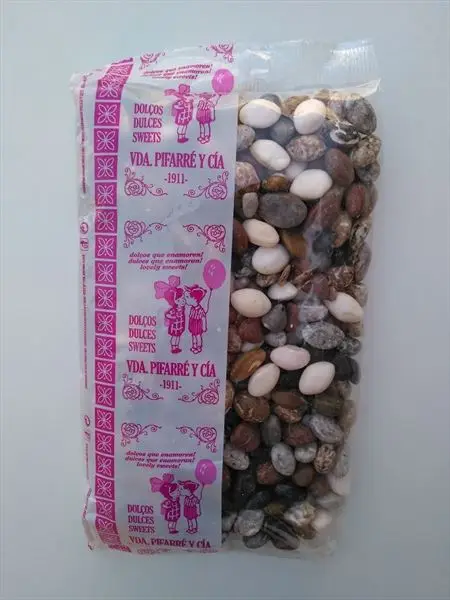 dolços que enamoren!
dulces que enamoran!
lovely sweets!
DOLÇOS
DULCES
SWEETS
VDA. PIFARRÉ Y CÍA
-1911-
dolços que enamoren!
dulces que enamoran!
lovely sweets!
DOLÇOS
DULCES
SWEETS
VDA. PIFARRÉ Y CÍA
-1911-
dolços que enamoren!
dulces que enamoran!
lovely sweets!
DOLÇOS
DULCES
SWEETS
VDA. PIFARRÉ Y CÍA